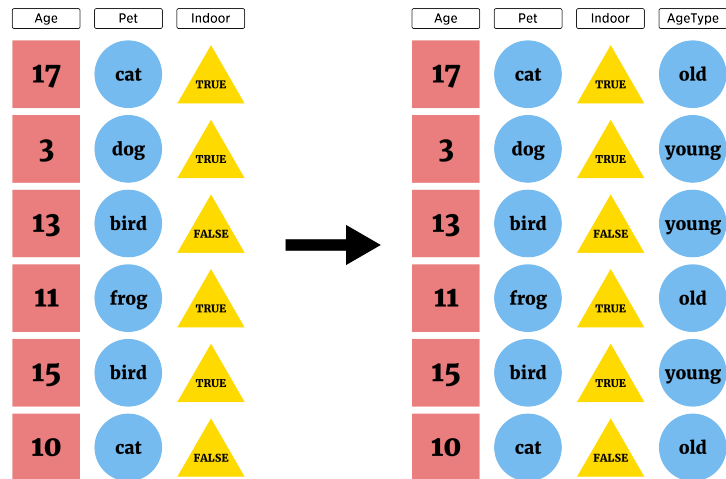 Age Pet Indoor Age Pet Indoor AgeType
17 cat TRUE 17 cat TRUE old
3 dog TRUE 3 dog TRUE young
13 bird FALSE 13 bird FALSE young
11 frog TRUE 11 frog TRUE old
15 bird TRUE 15 bird TRUE young
10 cat FALSE 10 cat FALSE old